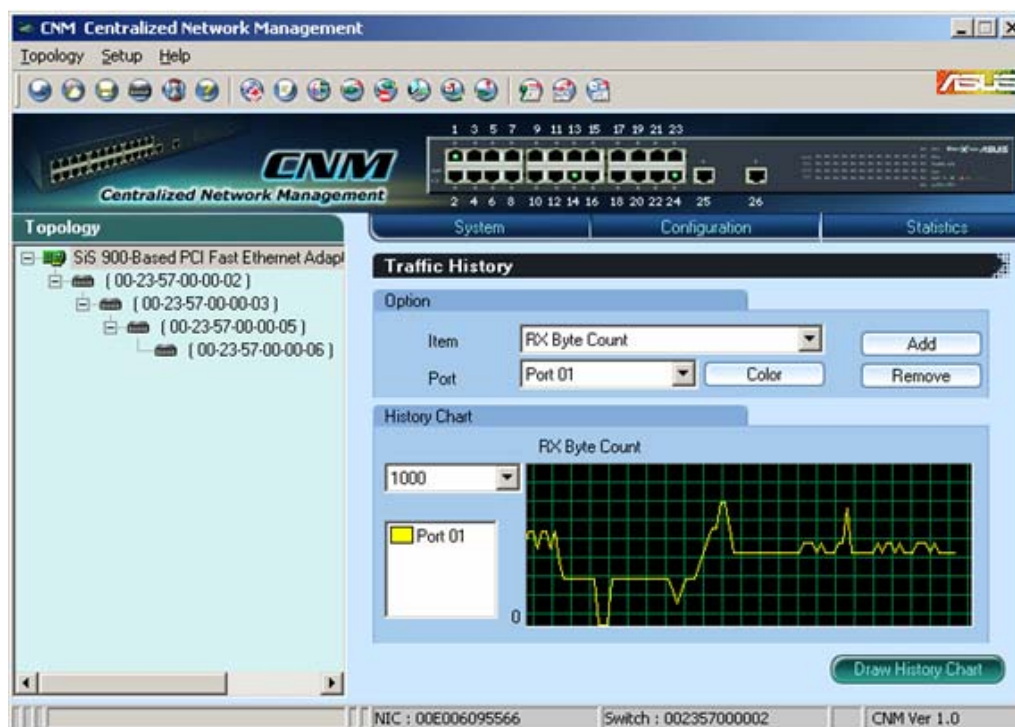 CNM Centralized Network Management
Topology Setup Help
ASUS
CNM
Centralized Network Management
1 3 5 7 9 11 13 15 17 19 21 23
2 4 6 8 10 12 14 16 18 20 22 24 25 26
Topology
System
Configuration
Statistics
SiS 900-Based PCI Fast Ethernet Adapt
( 00-23-57-00-00-02 )
( 00-23-57-00-00-03 )
( 00-23-57-00-00-05 )
( 00-23-57-00-00-06 )
Traffic History
Option
Item
RX Byte Count
Add
Port
Port 01
Color
Remove
History Chart
RX Byte Count
1000
Port 01
0
Draw History Chart
NIC : 00E006095566
Switch : 002357000002
CNM Ver 1.0